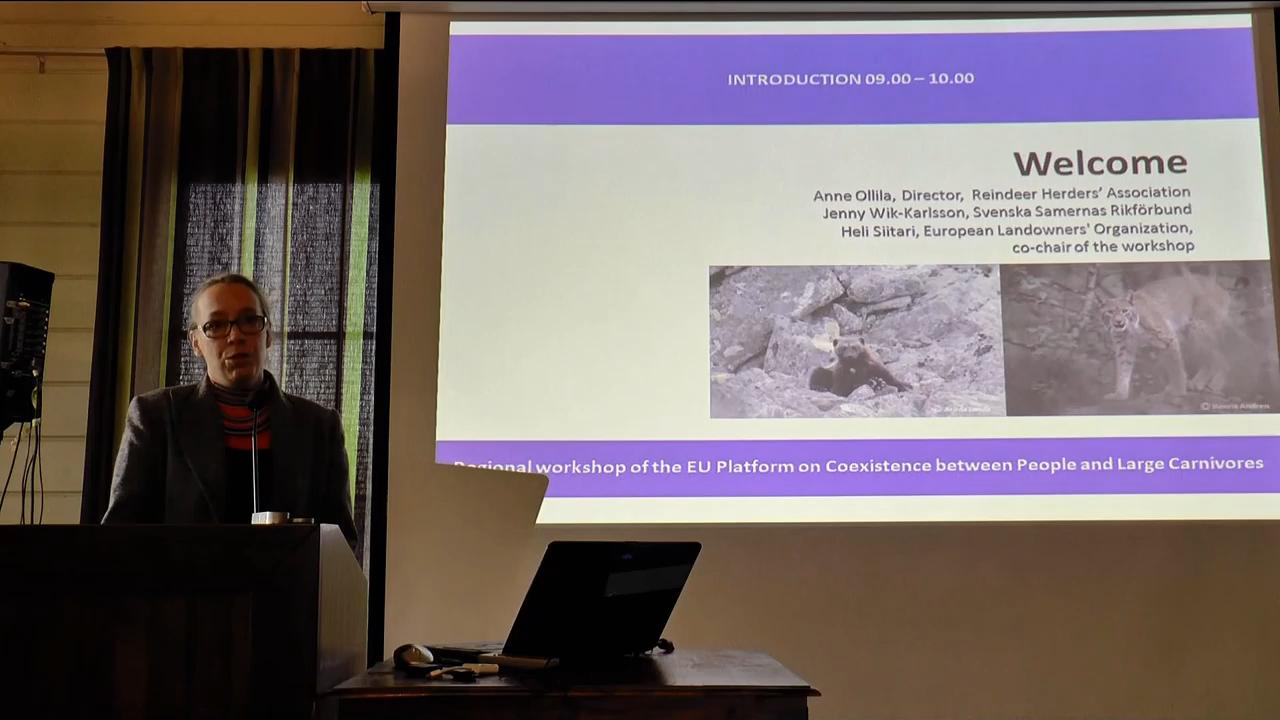 INTRODUCTION 09.00 – 10.00
Welcome
Anne Ollila, Director, Reindeer Herders' Association
Jenny Wik-Karlsson, Svenska Samernas Rikförbund
Heli Siitari, European Landowners' Organization,
co-chair of the workshop
Regional workshop of the EU Platform on Coexistence between People and Large Carnivores